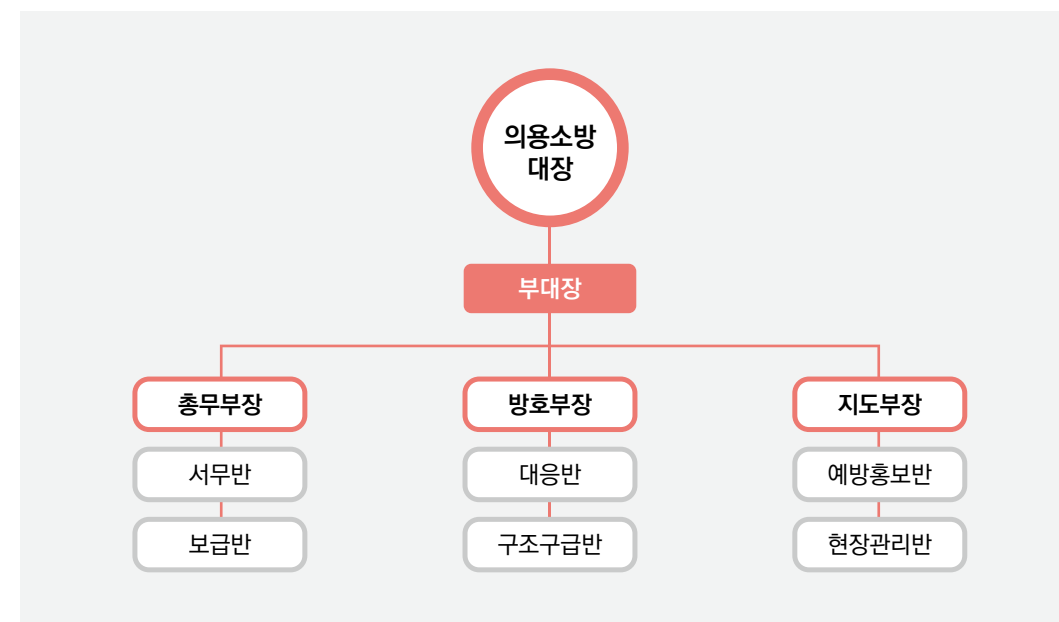 의용소방
대장
부대장
총무부장
방호부장
지도부장
서무반
대응반
예방홍보반
보급반
구조구급반
현장관리반